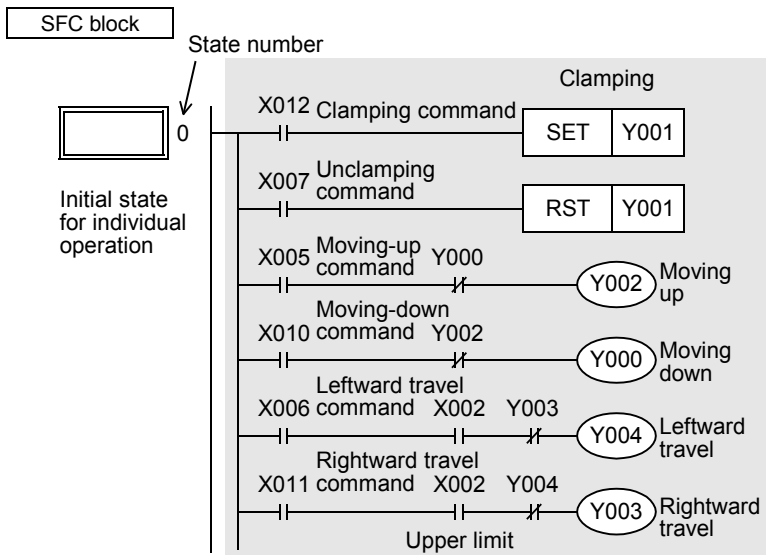 SFC block
State number
Clamping
X012 Clamping command
SET Y001
0
X007 Unclamping
command
RST Y001
Initial state
for individual
operation
X005 Moving-up
command Y000
Y002 Moving
up
Moving-down
X010 command Y002
Y000 Moving
down
Leftward travel
X006 command X002 Y003
Y004 Leftward
travel
Rightward travel
X011 command X002 Y004
Y003 Rightward
travel
Upper limit